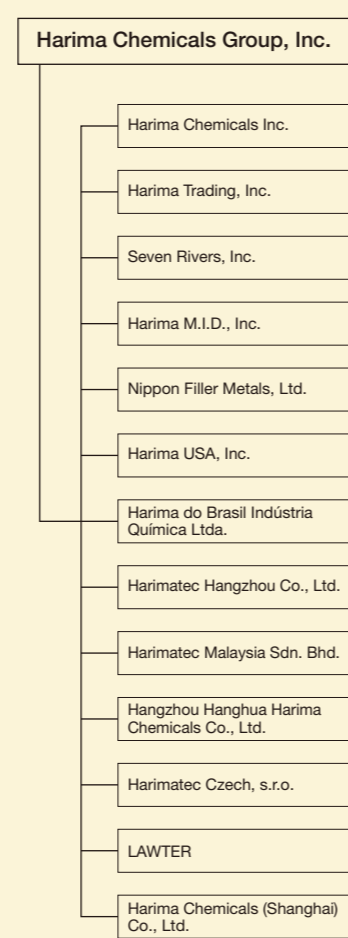 Harima Chemicals Group, Inc.
Harima Chemicals Inc.
Harima Trading, Inc.
Seven Rivers, Inc.
Harima M.I.D., Inc.
Nippon Filler Metals, Ltd.
Harima USA, Inc.
Harima do Brasil Indústria
Química Ltda.
Harimatec Hangzhou Co., Ltd.
Harimatec Malaysia Sdn. Bhd.
Hangzhou Hanghua Harima
Chemicals Co., Ltd.
Harimatec Czech, s.r.o.
LAWTER
Harima Chemicals (Shanghai)
Co., Ltd.